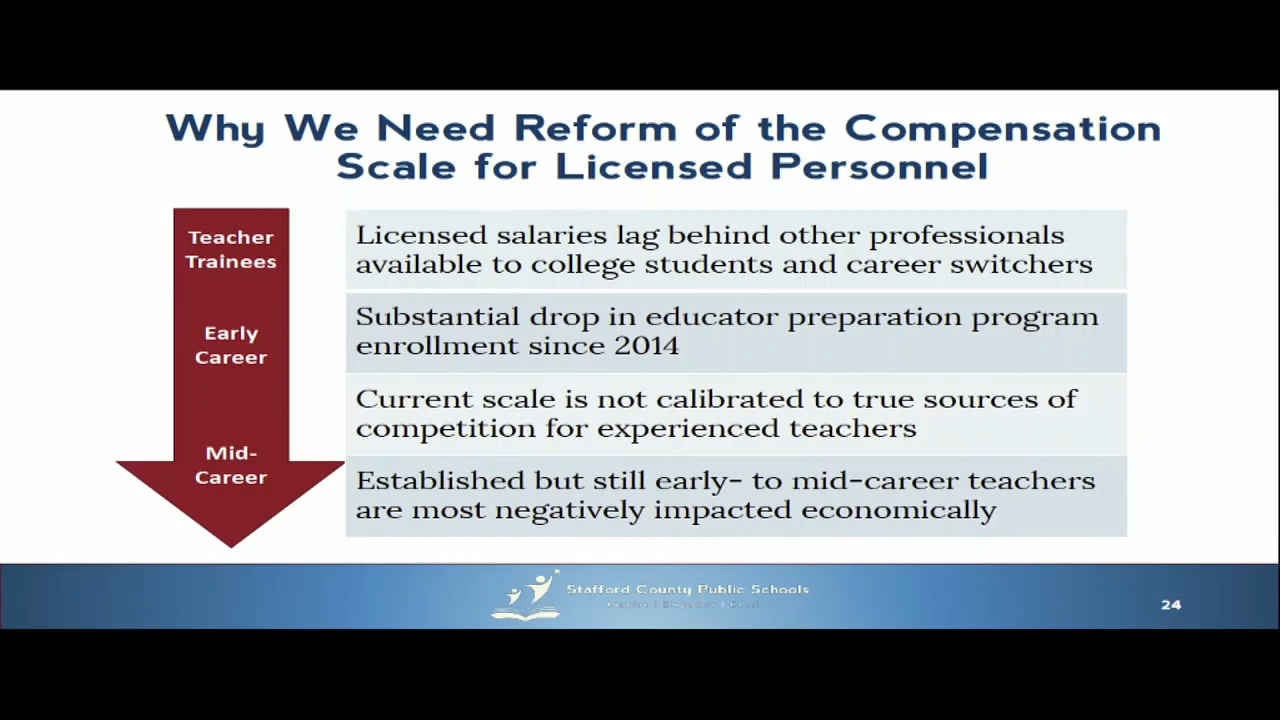 Why We Need Reform of the Compensation
Scale for Licensed Personnel
Teacher
Trainees
Early
Career
Mid-
Career
Licensed salaries lag behind other professionals
available to college students and career switchers
Substantial drop in educator preparation program
enrollment since 2014
Current scale is not calibrated to true sources of
competition for experienced teachers
Established but still early- to mid-career teachers
are most negatively impacted economically
Stafford County Public Schools
24